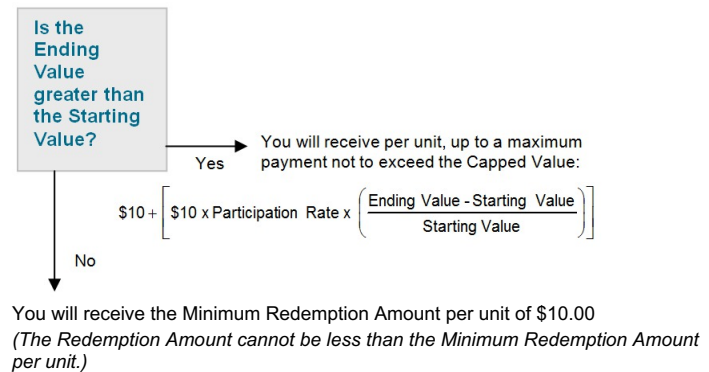 Is the
Ending
Value
greater than
the Starting
Value?
Yes
You will receive per unit, up to a maximum
payment not to exceed the Capped Value:
$10 + [ $10 x Participation Rate x ( Ending Value - Starting Value
Starting Value ) ]
No
You will receive the Minimum Redemption Amount per unit of $10.00
(The Redemption Amount cannot be less than the Minimum Redemption Amount
per unit.)